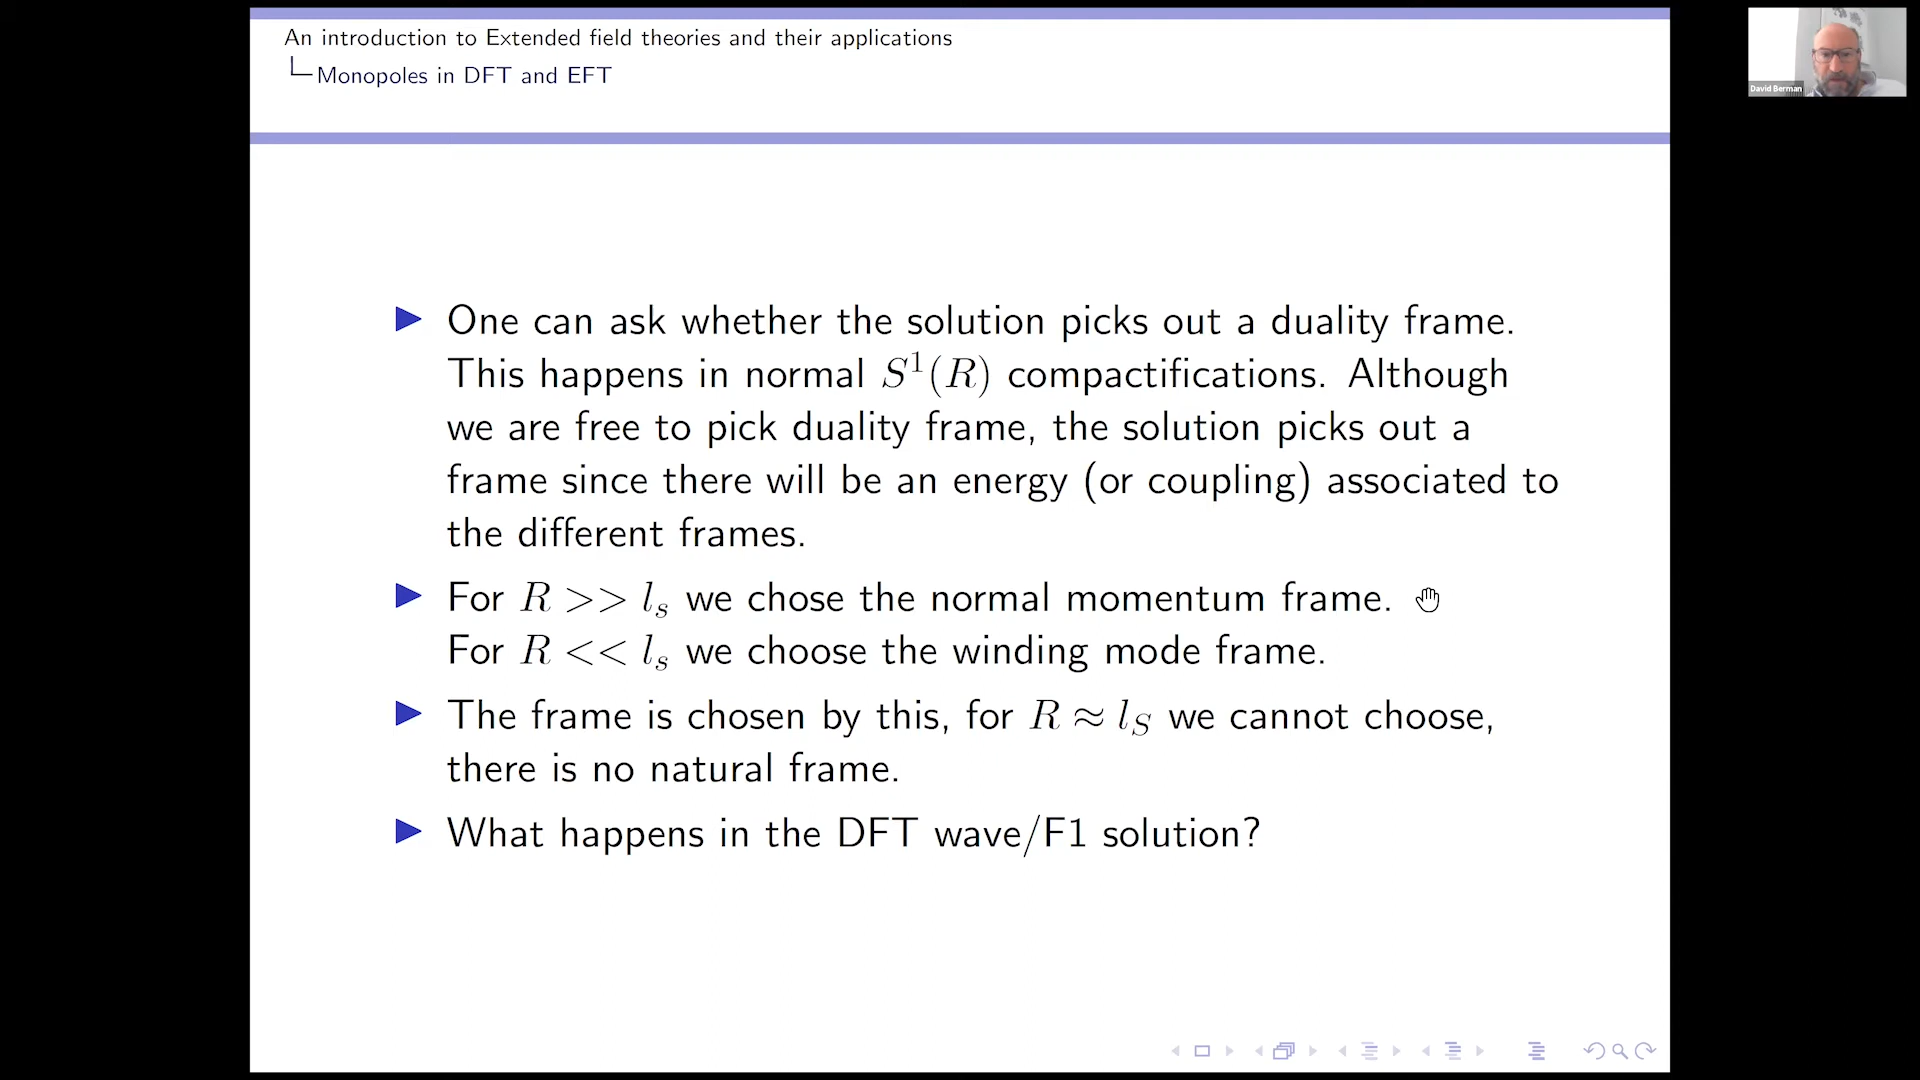 An introduction to Extended field theories and their applications
Monopoles in DFT and EFT
David Berman
One can ask whether the solution picks out a duality frame.
This happens in normal S^1(R) compactifications. Although
we are free to pick duality frame, the solution picks out a
frame since there will be an energy (or coupling) associated to
the different frames.
For R >> l_s we chose the normal momentum frame.
For R << l_s we choose the winding mode frame.
The frame is chosen by this, for R ≈ l_S we cannot choose,
there is no natural frame.
What happens in the DFT wave/F1 solution?